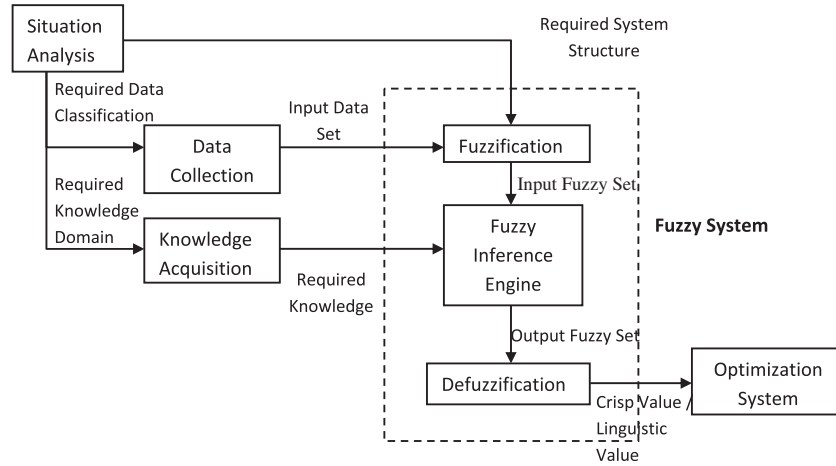 Situation
Analysis
Required System
Structure
Required Data
Classification
Input Data
Set
Data
Collection
Fuzzification
Required
Knowledge
Domain
Input Fuzzy Set
Knowledge
Acquisition
Fuzzy
Inference
Engine
Fuzzy System
Required
Knowledge
Output Fuzzy Set
Defuzzification
Optimization
System
Crisp Value /
Linguistic
Value